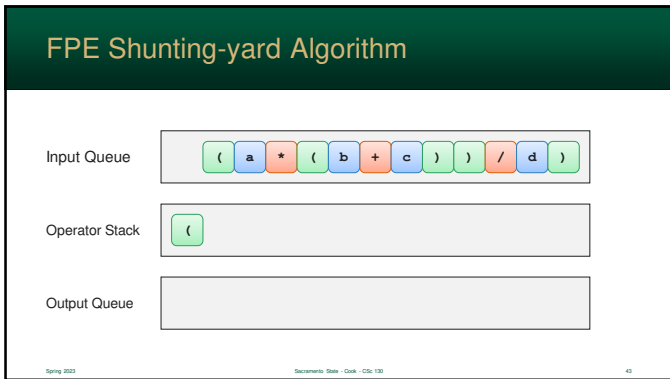 FPE Shunting-yard Algorithm
Input Queue ( a * ( b + c ) ) / d )
Operator Stack (
Output Queue
Spring 2023 Sacramento State - Cook - CSc 130 43